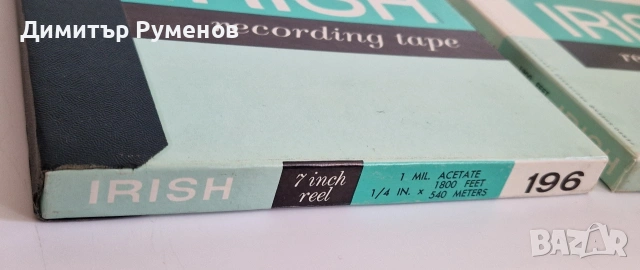 Димитър Руменов
IRISH
recording tape
IRISH
7 inch
reel
1 MIL. ACETATE
1800 FEET
1/4 IN. × 540 METERS
196
BAZAR